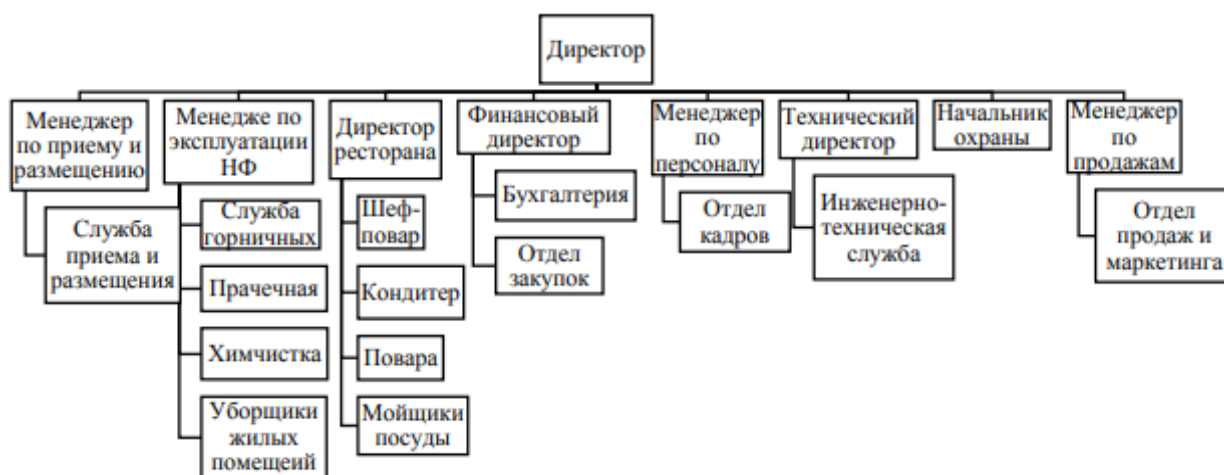 Директор
Менеджер
по приему и
размещению
Служба
приема и
размещения
Менедже по
эксплуатации
НФ
Служба
горничных
Прачечная
Химчистка
Уборщики
жилых
помещеий
Директор
ресторана
Шеф-
повар
Кондитер
Повара
Мойщики
посуды
Финансовый
директор
Бухгалтерия
Отдел
закупок
Менеджер
по
персоналу
Отдел
кадров
Технический
директор
Инженерно-
техническая
служба
Начальник
охраны
Менеджер
по
продажам
Отдел
продаж и
маркетинга